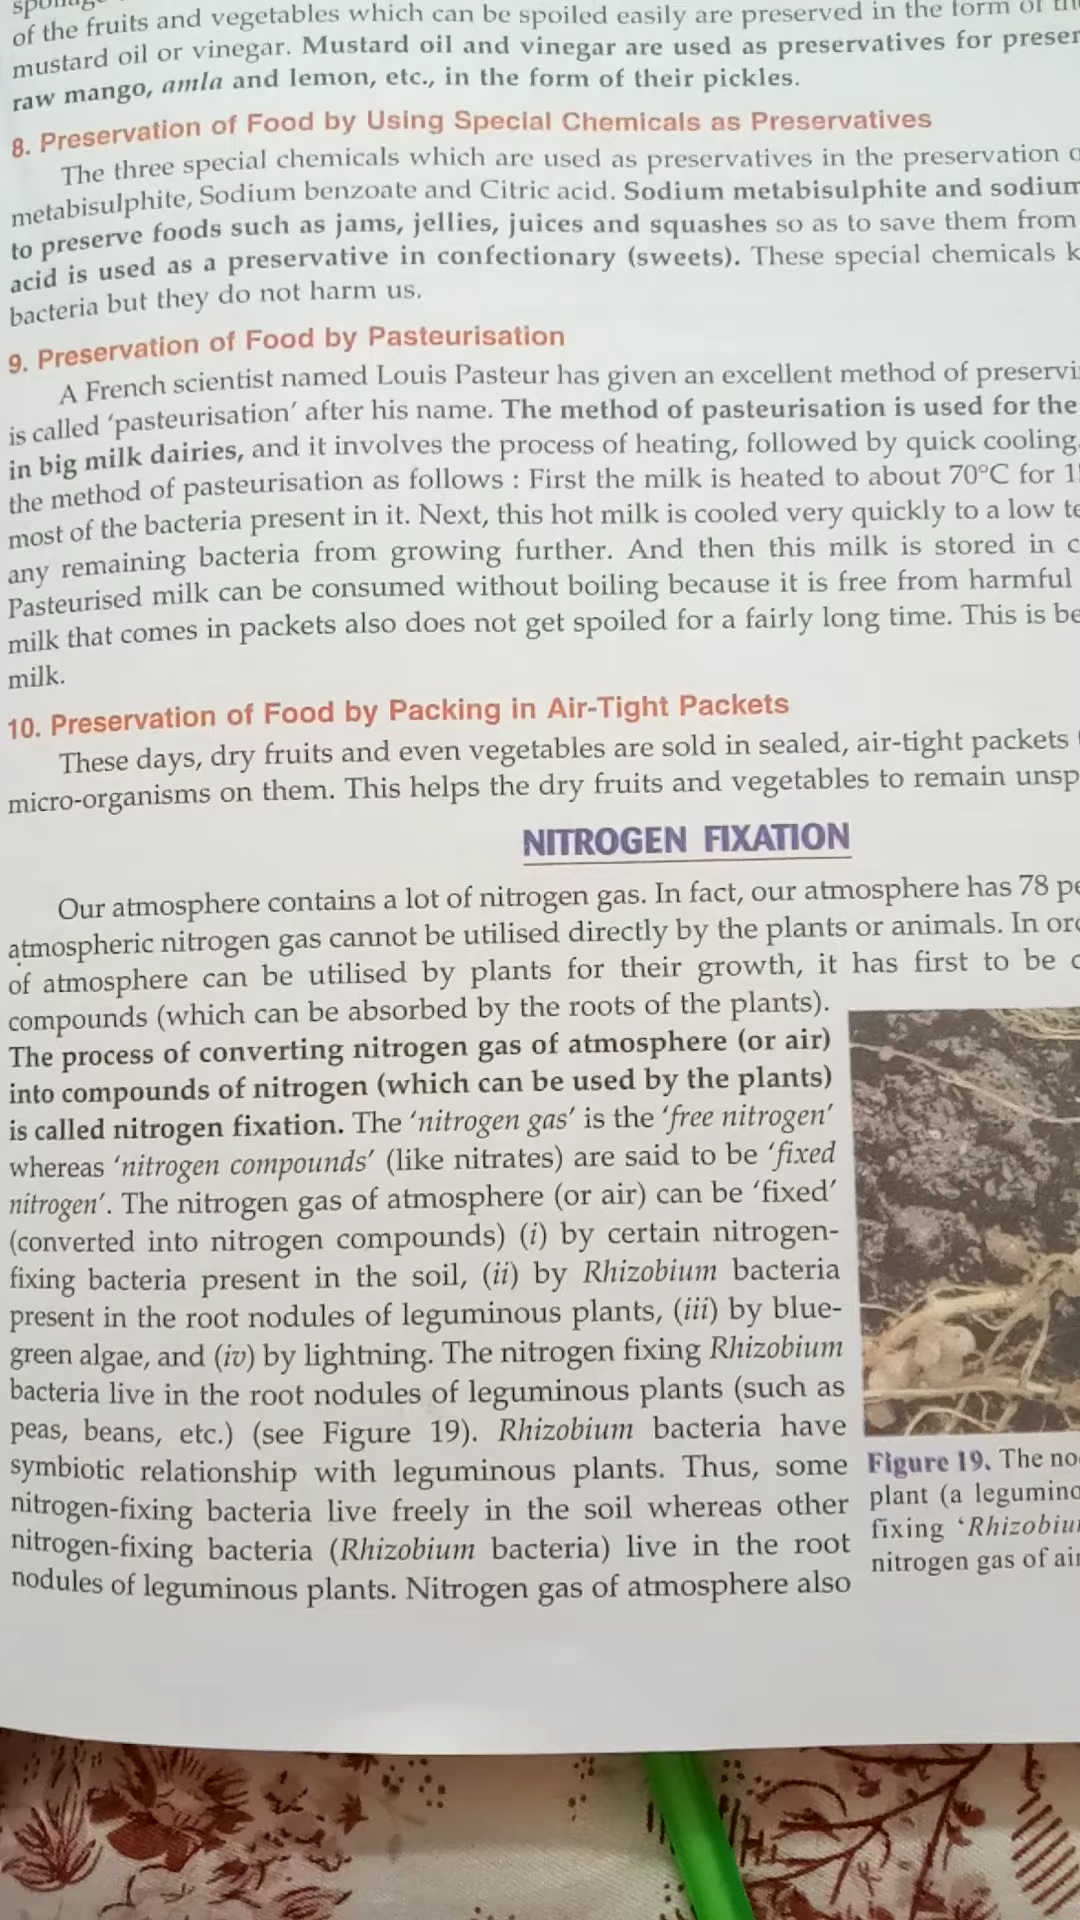 of the fruits and vegetables which can be spoiled easily are preserved in the form of
mustard oil or vinegar. Mustard oil and vinegar are used as preservatives for
raw mango, amla and lemon, etc., in the form of their pickles.
8. Preservation of Food by Using Special Chemicals as Preservatives
The three special chemicals which are used as preservatives in the preservation
metabisulphite, Sodium benzoate and Citric acid. Sodium metabisulphite and sodium
to preserve foods such as jams, jellies, juices and squashes so as to save them from
acid is used as a preservative in confectionary (sweets). These special chemicals
bacteria but they do not harm us.
9. Preservation of Food by Pasteurisation
A French scientist named Louis Pasteur has given an excellent method of
is called 'pasteurisation' after his name. The method of pasteurisation is used for the
in big milk dairies, and it involves the process of heating, followed by quick cooling.
the method of pasteurisation as follows : First the milk is heated to about 70°C for
most of the bacteria present in it. Next, this hot milk is cooled very quickly to a low
any remaining bacteria from growing further. And then this milk is stored in
Pasteurised milk can be consumed without boiling because it is free from harmful
milk that comes in packets also does not get spoiled for a fairly long time. This is
milk.
10. Preservation of Food by Packing in Air-Tight Packets
These days, dry fruits and even vegetables are sold in sealed, air-tight packets
micro-organisms on them. This helps the dry fruits and vegetables to remain
NITROGEN FIXATION
Our atmosphere contains a lot of nitrogen gas. In fact, our atmosphere has 78
atmospheric nitrogen gas cannot be utilised directly by the plants or animals. In
of atmosphere can be utilised by plants for their growth, it has first to be
compounds (which can be absorbed by the roots of the plants).
The process of converting nitrogen gas of atmosphere (or air)
into compounds of nitrogen (which can be used by the plants)
is called nitrogen fixation. The 'nitrogen gas' is the 'free nitrogen'
whereas 'nitrogen compounds' (like nitrates) are said to be 'fixed
nitrogen'. The nitrogen gas of atmosphere (or air) can be 'fixed'
(converted into nitrogen compounds) (i) by certain nitrogen-
fixing bacteria present in the soil, (ii) by Rhizobium bacteria
present in the root nodules of leguminous plants, (iii) by blue-
green algae, and (iv) by lightning. The nitrogen fixing Rhizobium
bacteria live in the root nodules of leguminous plants (such as
peas, beans, etc.) (see Figure 19). Rhizobium bacteria have
symbiotic relationship with leguminous plants. Thus, some
nitrogen-fixing bacteria live freely in the soil whereas other
nitrogen-fixing bacteria (Rhizobium bacteria) live in the root
nodules of leguminous plants. Nitrogen gas of atmosphere also
Figure 19. The
plant (a
fixing
nitrogen gas of air